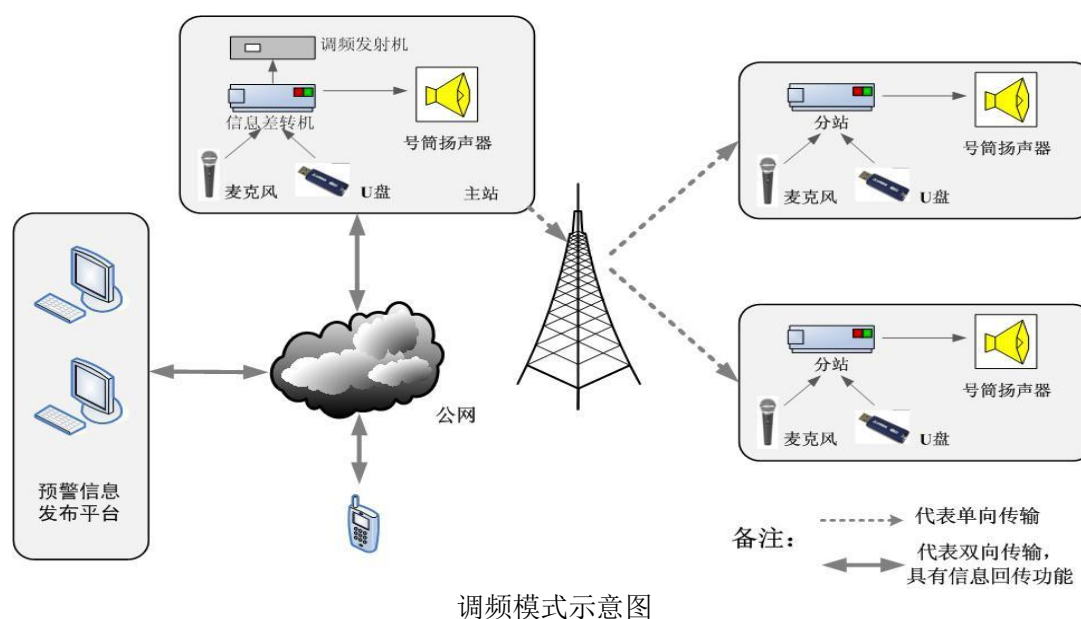 调频发射机
信息差转机
号筒扬声器
麦克风
U盘
主站
分站
号筒扬声器
麦克风
U盘
预警信息
发布平台
公网
分站
号筒扬声器
麦克风
U盘
备注：
代表单向传输
代表双向传输，
具有信息回传功能
调频模式示意图